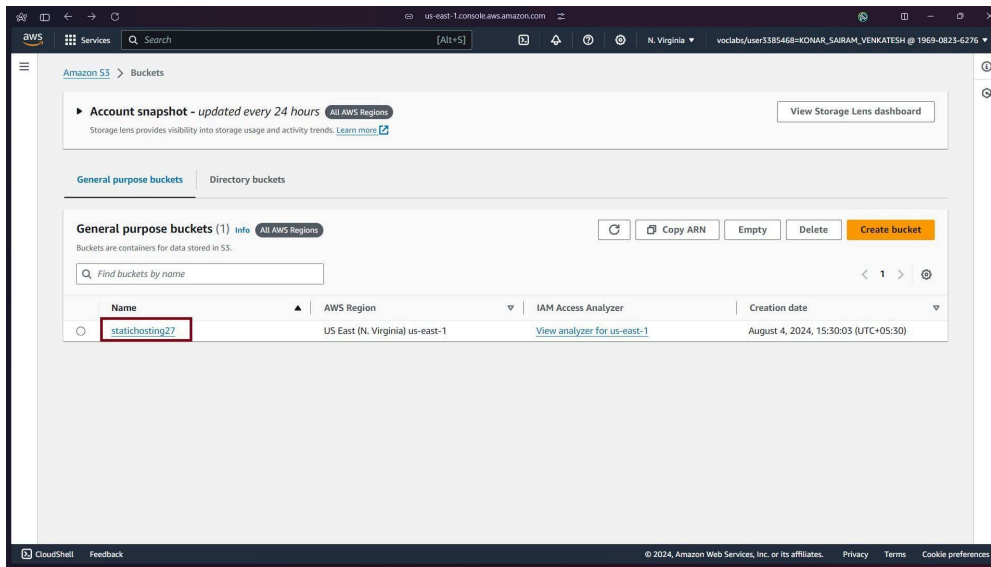 us-east-1.console.aws.amazon.com
aws Services Search [Alt+S] N. Virginia ▼ voclabs/user3385468=KONAR_SAIRAM_VENKATESH @ 1969-0823-6276 ▼
Amazon S3 > Buckets
Account snapshot - updated every 24 hours All AWS Regions View Storage Lens dashboard
Storage lens provides visibility into storage usage and activity trends. Learn more
General purpose buckets Directory buckets
General purpose buckets (1) Info All AWS Regions Copy ARN Empty Delete Create bucket
Buckets are containers for data stored in S3.
Find buckets by name < 1 >
Name AWS Region IAM Access Analyzer Creation date
statichosting27 US East (N. Virginia) us-east-1 View analyzer for us-east-1 August 4, 2024, 15:30:03 (UTC+05:30)
CloudShell Feedback © 2024, Amazon Web Services, Inc. or its affiliates. Privacy Terms Cookie preferences